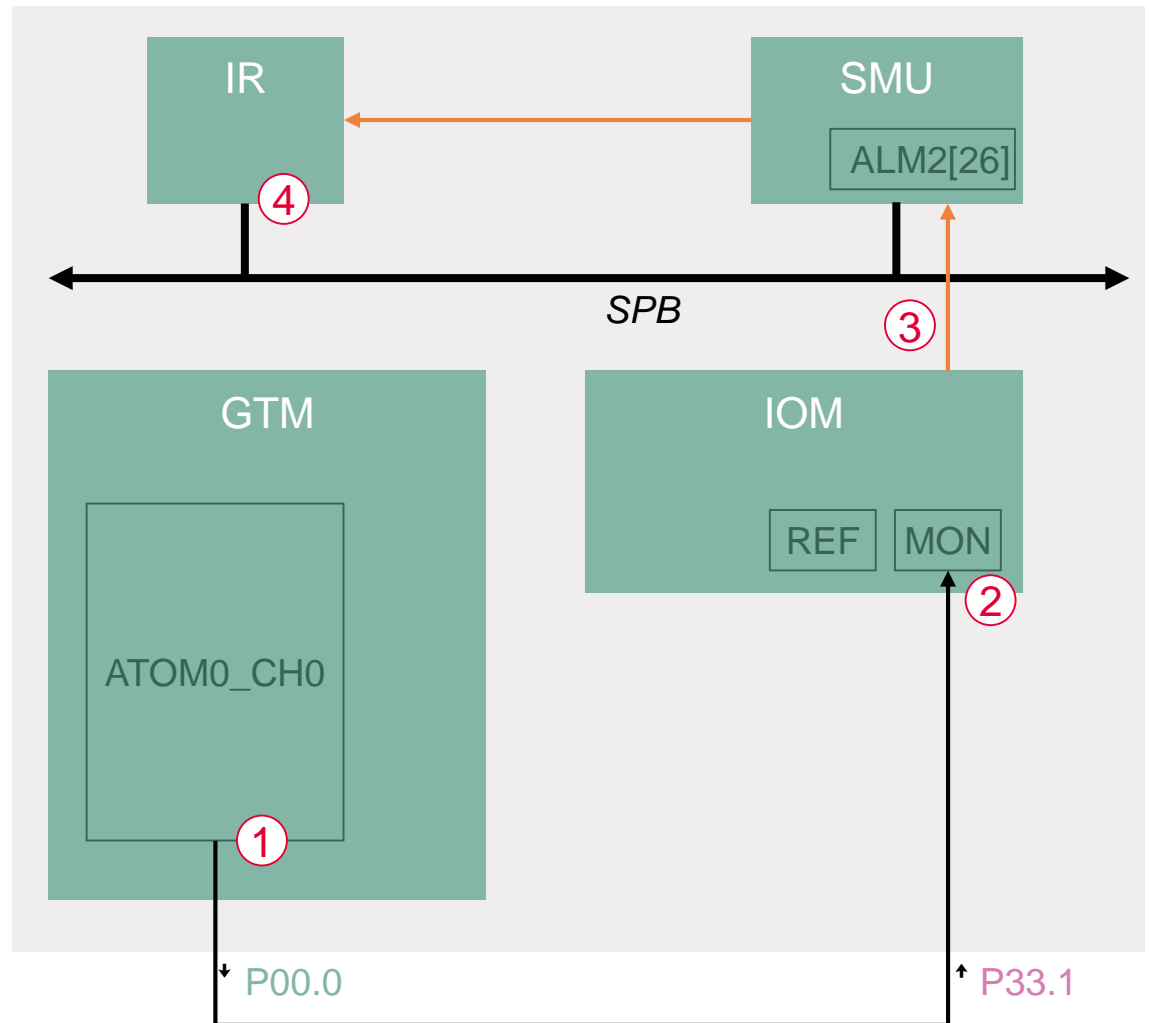 IR
SMU
ALM2[26]
4
SPB
3
GTM
IOM
REF
MON
2
ATOM0_CH0
1
P00.0
P33.1